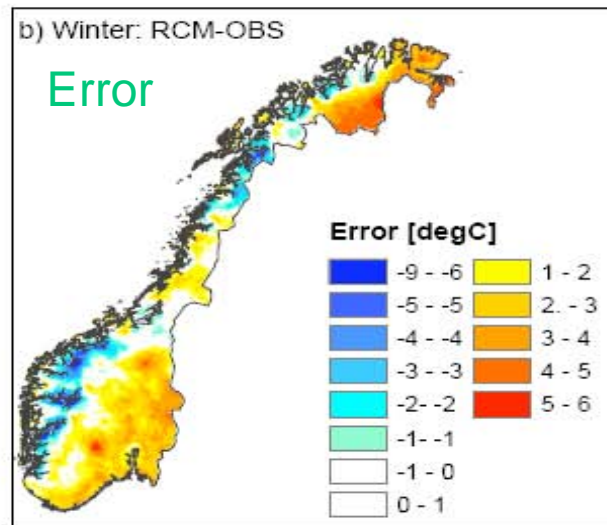 b) Winter: RCM-OBS
Error
Error [degC]
-9 - -6
-5 - -5
-4 - -4
-3 - -3
-2 - -2
-1 - -1
-1 - 0
0 - 1
1 - 2
2. - 3
3 - 4
4 - 5
5 - 6